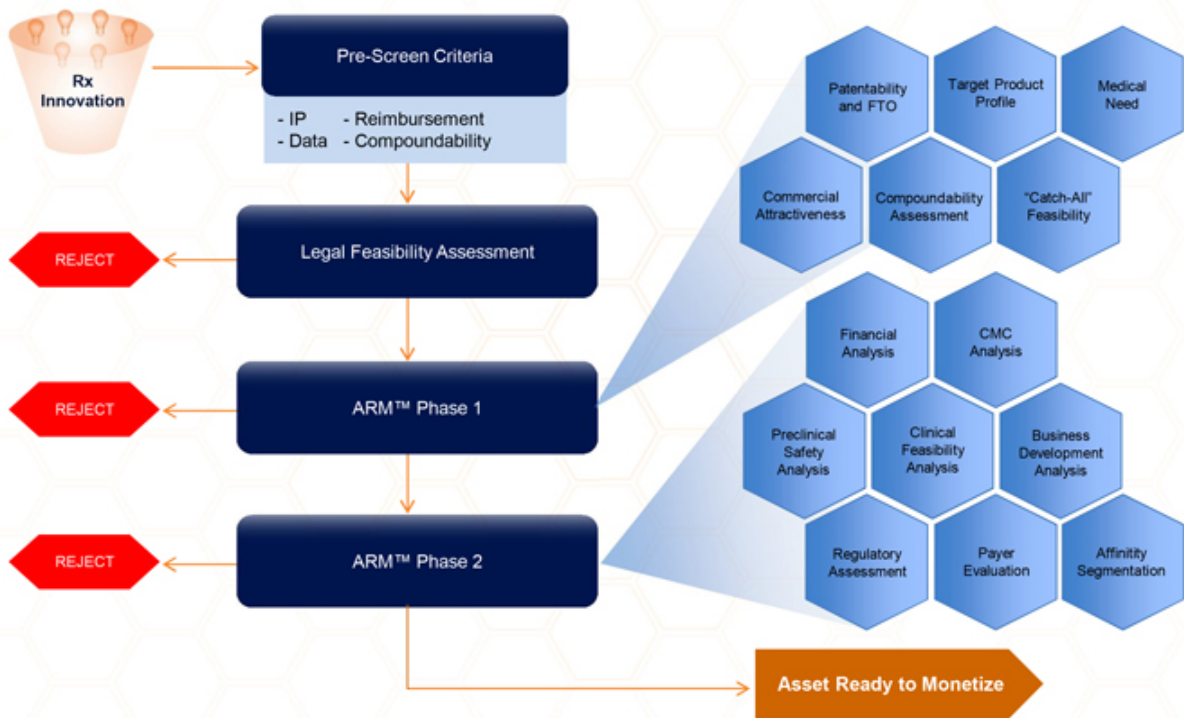 Rx
Innovation
Pre-Screen Criteria
- IP - Reimbursement
- Data - Compoundability
Legal Feasibility Assessment
REJECT
ARM™ Phase 1
REJECT
ARM™ Phase 2
REJECT
Patentability
and FTO
Target Product
Profile
Medical
Need
Commercial
Attractiveness
Compoundability
Assessment
“Catch-All”
Feasibility
Financial
Analysis
CMC
Analysis
Preclinical
Safety
Analysis
Clinical
Feasibility
Analysis
Business
Development
Analysis
Regulatory
Assessment
Payer
Evaluation
Affinitity
Segmentation
Asset Ready to Monetize